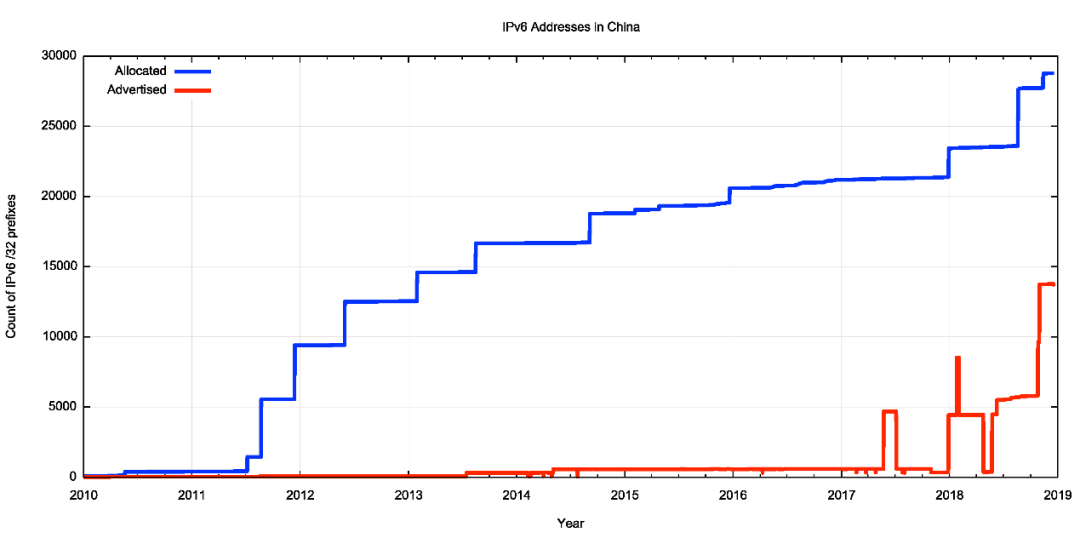 IPv6 Addresses in China
Allocated
Advertised
Count of IPv6 /32 prefixes
30000
25000
20000
15000
10000
5000
0
2010 2011 2012 2013 2014 2015 2016 2017 2018 2019
Year